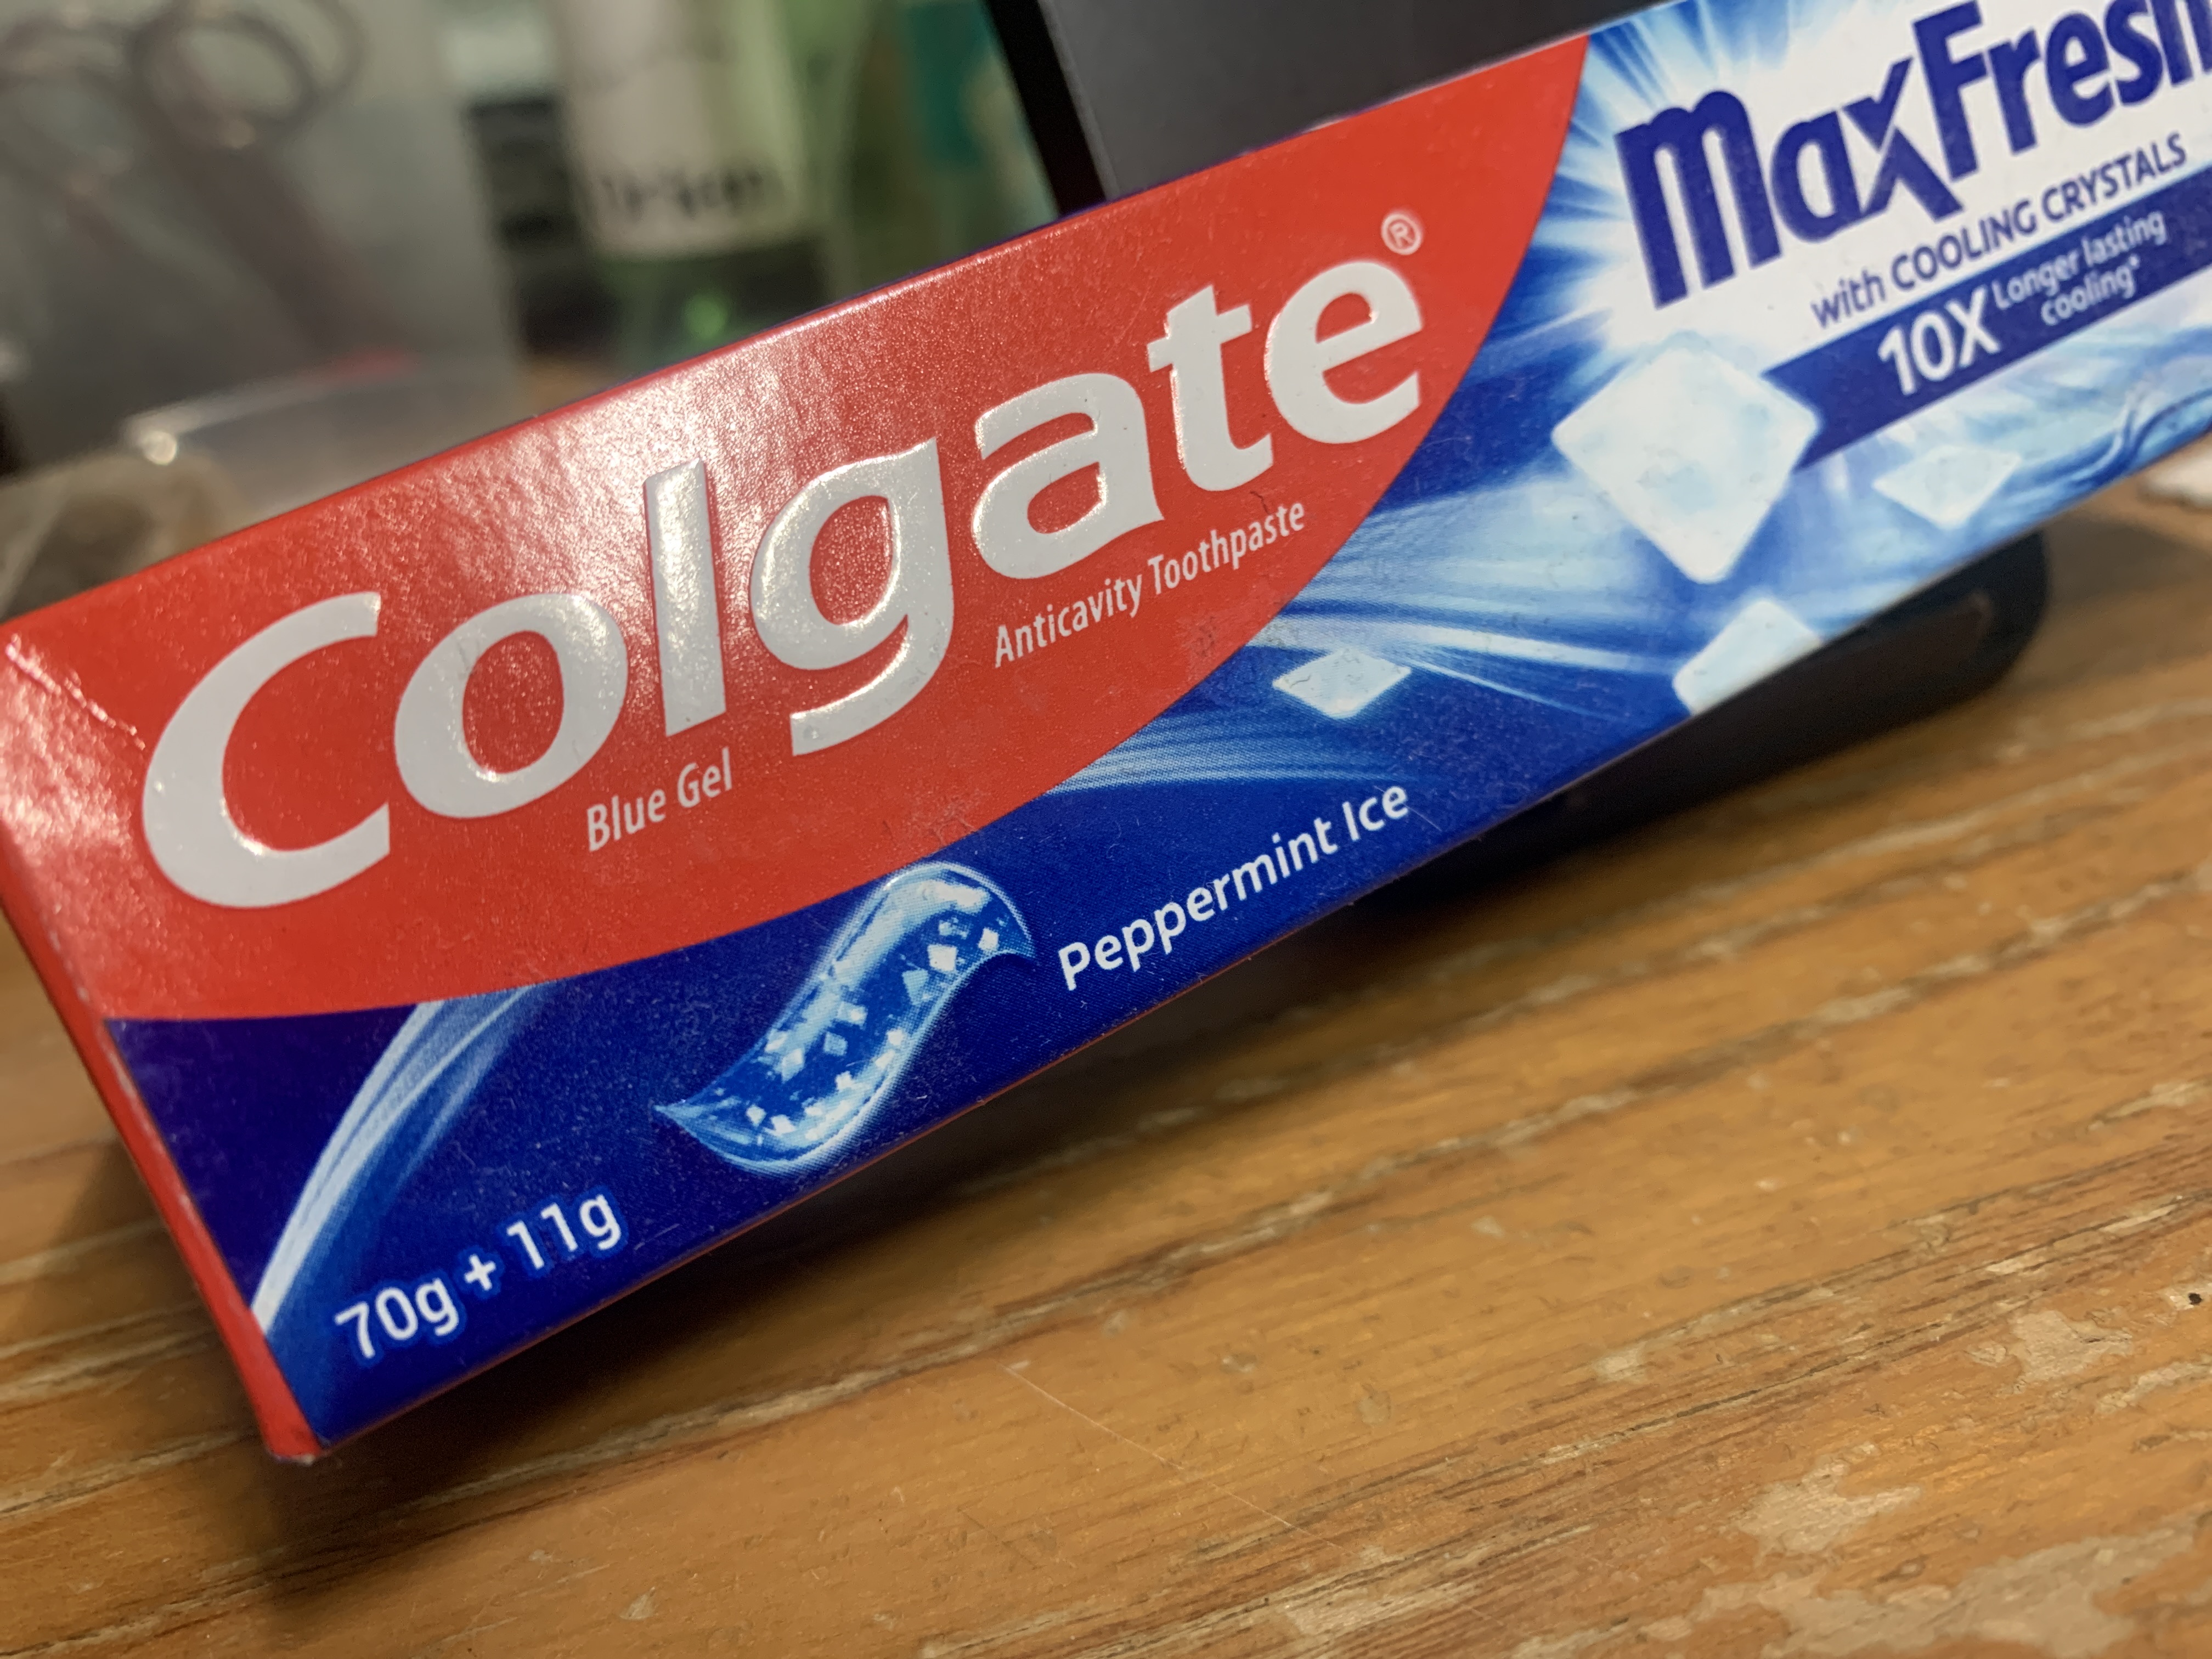 Colgate®
Blue Gel
Anticavity Toothpaste
MaxFresh
with COOLING CRYSTALS
10X Longer lasting
cooling*
Peppermint Ice
70g + 11g